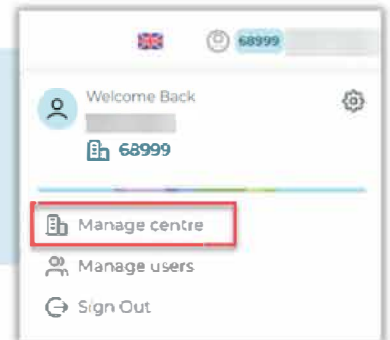 68999
Welcome Back
68999
Manage centre
Manage users
Sign Out